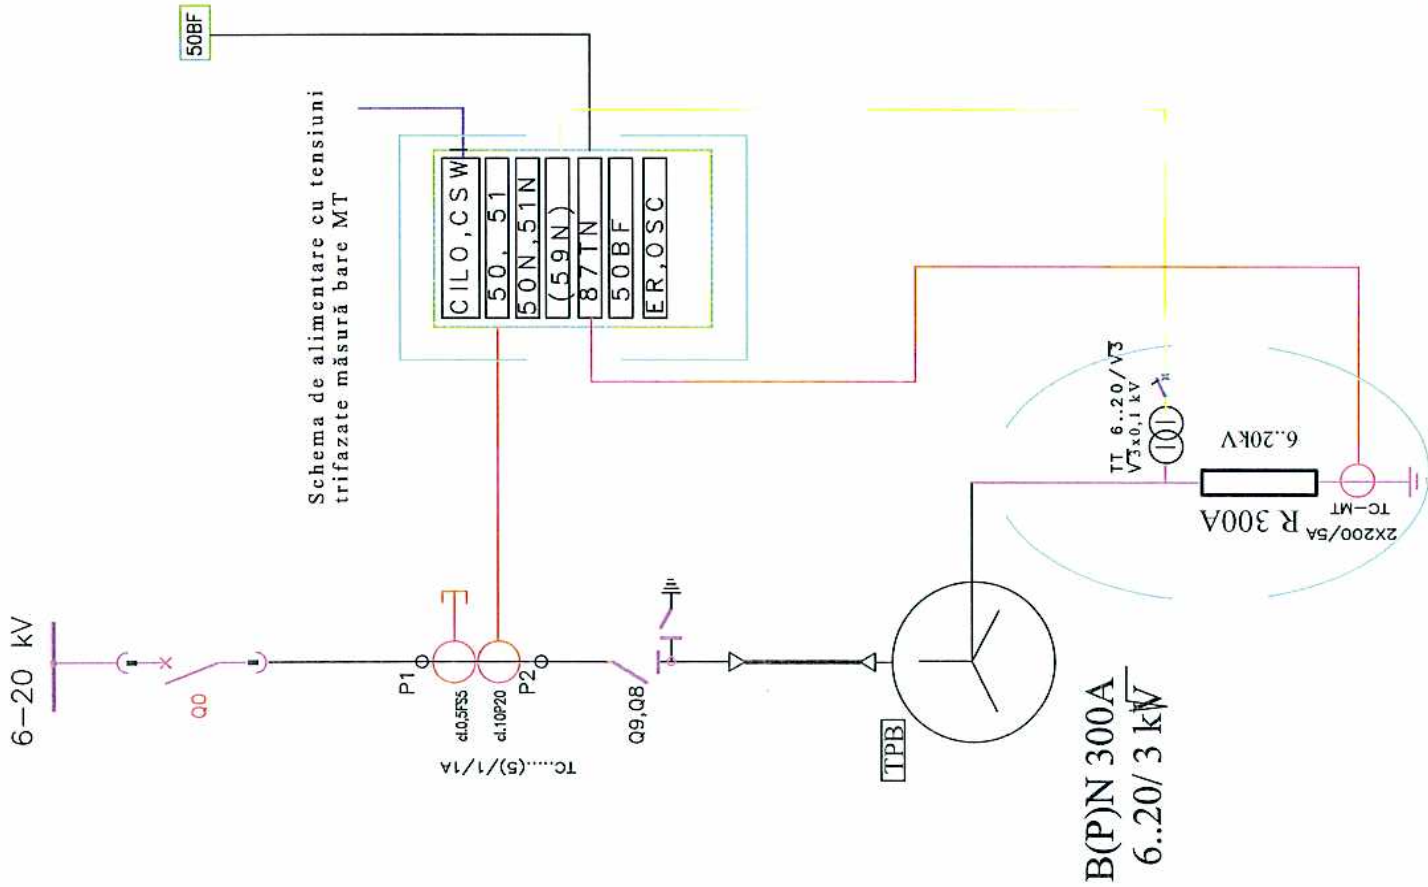 6-20 kV
50BF
Schema de alimentare cu tensiuni
trifazate măsură bare MT
CILO,CSW
50, 51
50N,51N
(59N)
87TN
50BF
ER,OSC
Q0
P1
cl.0,5FS5
cl.10P20
P2
TC....(5)/1/1A
Q9,Q8
TPB
B(P)N 300A
6..20/ 3 kV
TT 6..20/√3
√3x0,1 kV
6..20kV
R 300A
TC-MT
2X200/5A